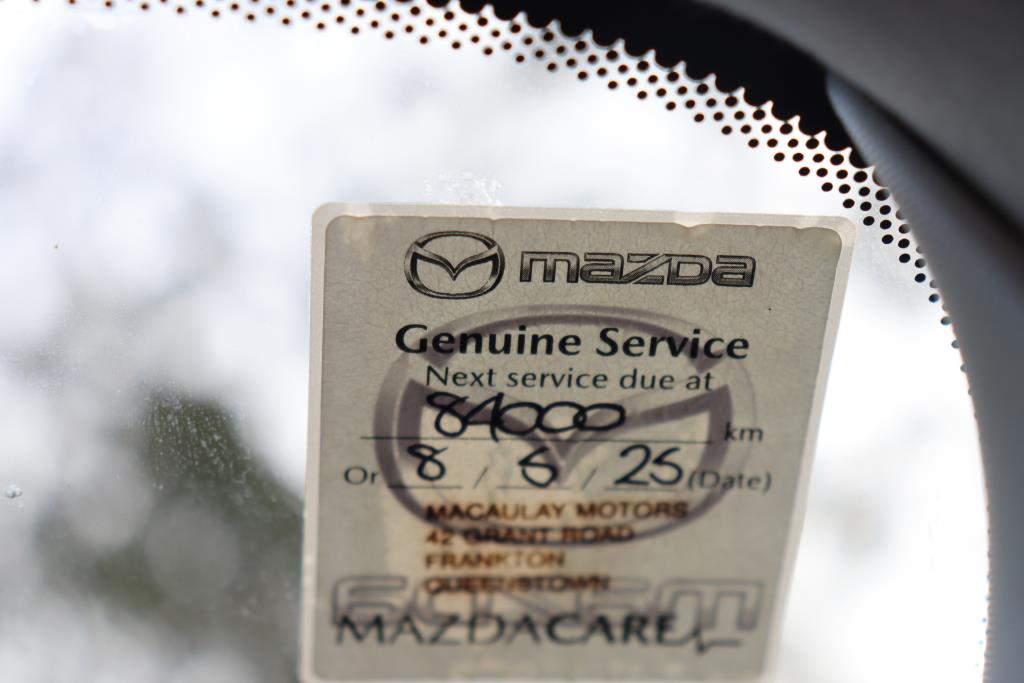 mazda
Genuine Service
Next service due at
84000 km
Or 8 / 5 / 25 (Date)
MACAULAY MOTORS
42 GRANT ROAD
FRANKTON
QUEENSTOWN
MAZDACARE